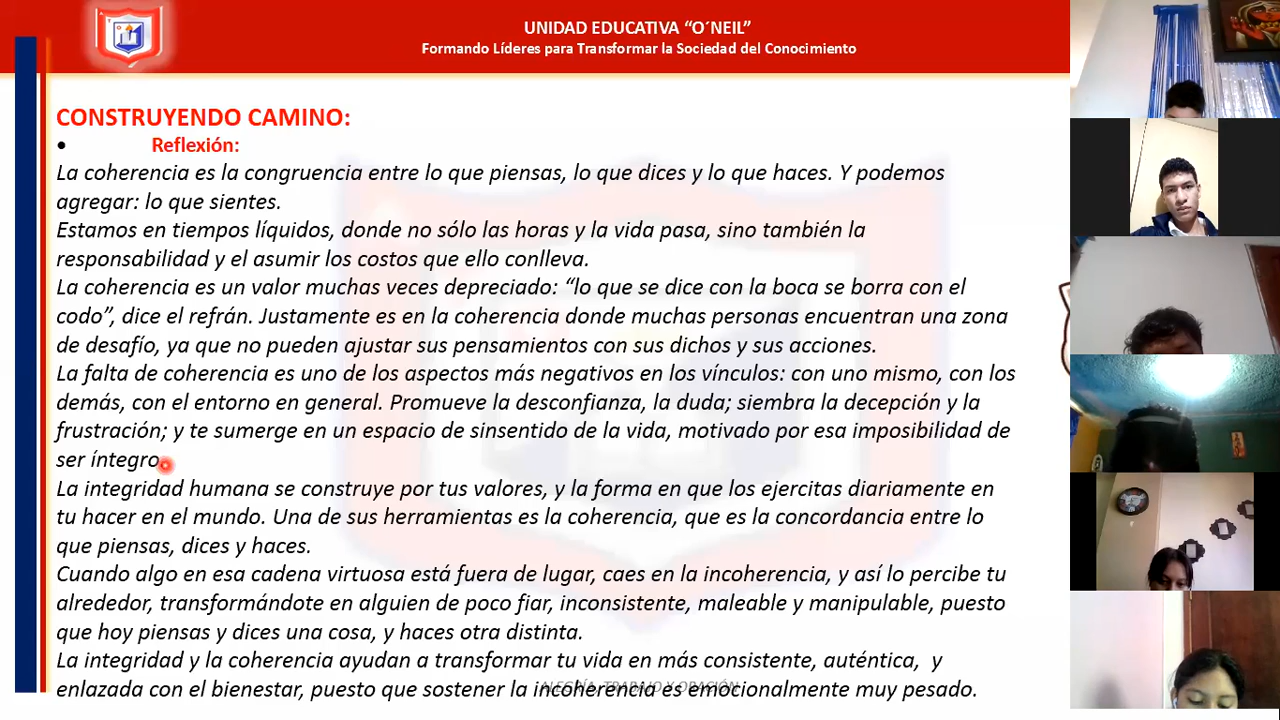 UNIDAD EDUCATIVA “O´NEIL”
Formando Líderes para Transformar la Sociedad del Conocimiento
CONSTRUYENDO CAMINO:
• Reflexión:
La coherencia es la congruencia entre lo que piensas, lo que dices y lo que haces. Y podemos
agregar: lo que sientes.
Estamos en tiempos líquidos, donde no sólo las horas y la vida pasa, sino también la
responsabilidad y el asumir los costos que ello conlleva.
La coherencia es un valor muchas veces depreciado: “lo que se dice con la boca se borra con el
codo”, dice el refrán. Justamente es en la coherencia donde muchas personas encuentran una zona
de desafío, ya que no pueden ajustar sus pensamientos con sus dichos y sus acciones.
La falta de coherencia es uno de los aspectos más negativos en los vínculos: con uno mismo, con los
demás, con el entorno en general. Promueve la desconfianza, la duda; siembra la decepción y la
frustración; y te sumerge en un espacio de sinsentido de la vida, motivado por esa imposibilidad de
ser íntegro.
La integridad humana se construye por tus valores, y la forma en que los ejercitas diariamente en
tu hacer en el mundo. Una de sus herramientas es la coherencia, que es la concordancia entre lo
que piensas, dices y haces.
Cuando algo en esa cadena virtuosa está fuera de lugar, caes en la incoherencia, y así lo percibe tu
alrededor, transformándote en alguien de poco fiar, inconsistente, maleable y manipulable, puesto
que hoy piensas y dices una cosa, y haces otra distinta.
La integridad y la coherencia ayudan a transformar tu vida en más consistente, auténtica, y
enlazada con el bienestar, puesto que sostener la incoherencia es emocionalmente muy pesado.
ALEGRÍA, TRABAJO Y ORACIÓN